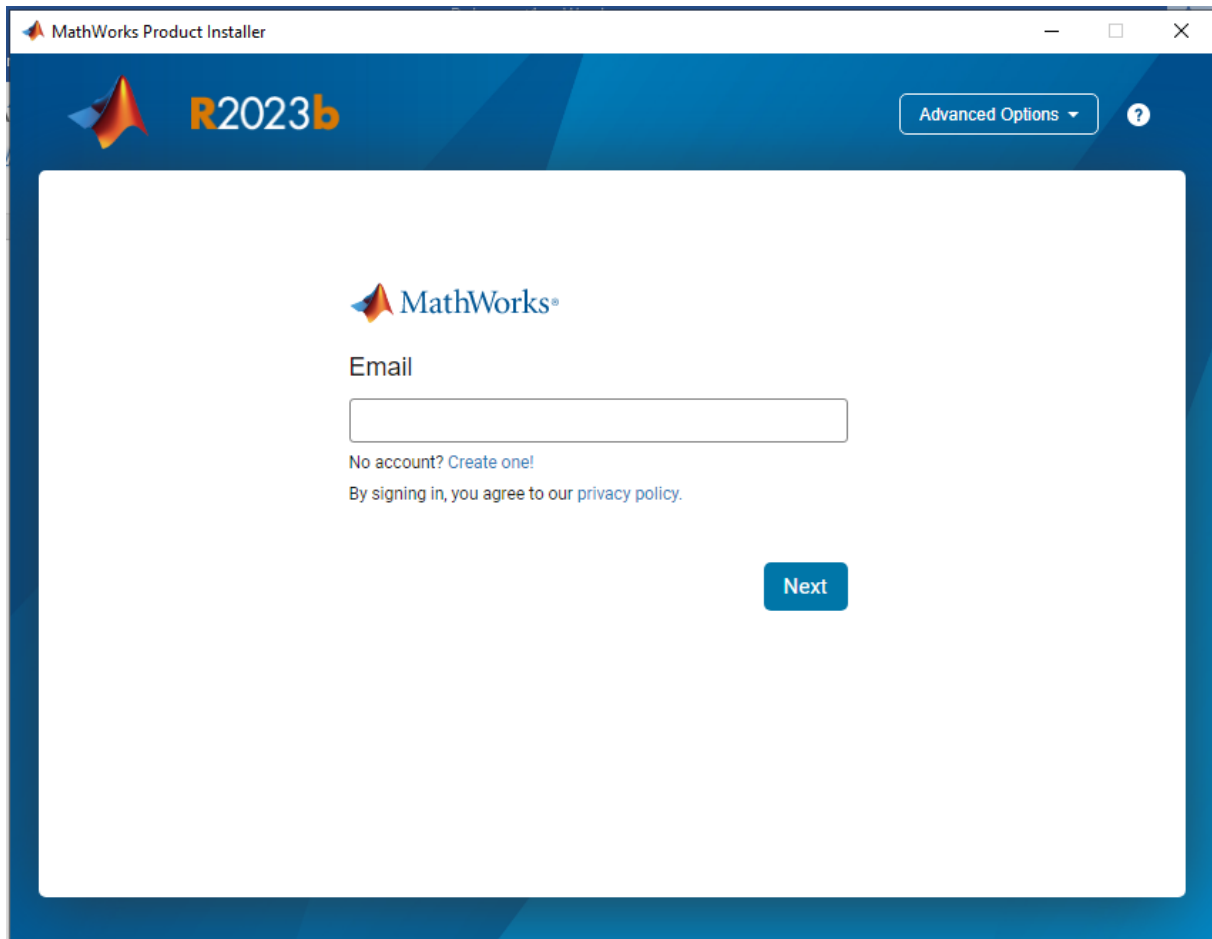 MathWorks Product Installer
R2023b
Advanced Options
?
MathWorks®
Email
No account? Create one!
By signing in, you agree to our privacy policy.
Next